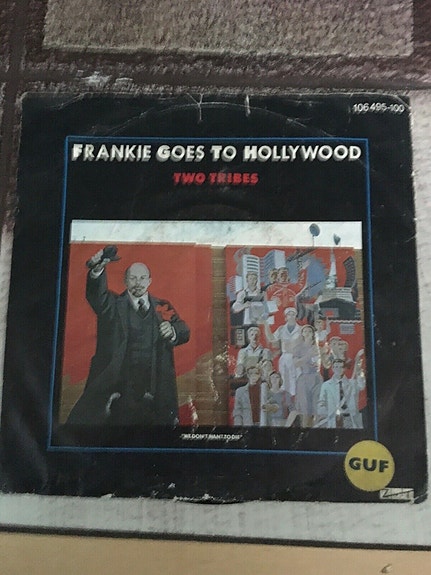 106 495-100
FRANKIE GOES TO HOLLYWOOD
TWO TRIBES
"WE DON'T WANT TO DIE"
GUF